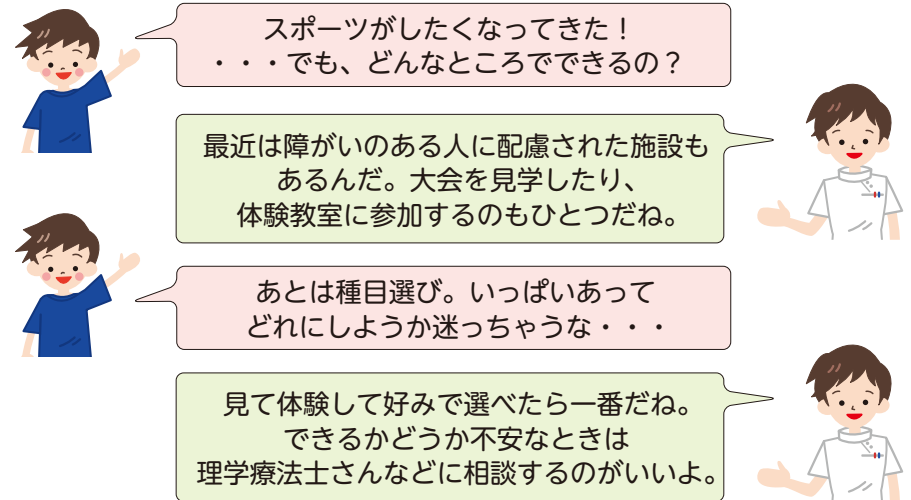 スポーツがしたくなってきた！
・・・でも、どんなところでできるの？
最近は障がいのある人に配慮された施設も
あるんだ。大会を見学したり、
体験教室に参加するのもひとつだね。
あとは種目選び。いっぱいあって
どれにしようか迷っちゃうな・・・
見て体験して好みで選べたら一番だね。
できるかどうか不安なときは
理学療法士さんなどに相談するのがいいよ。